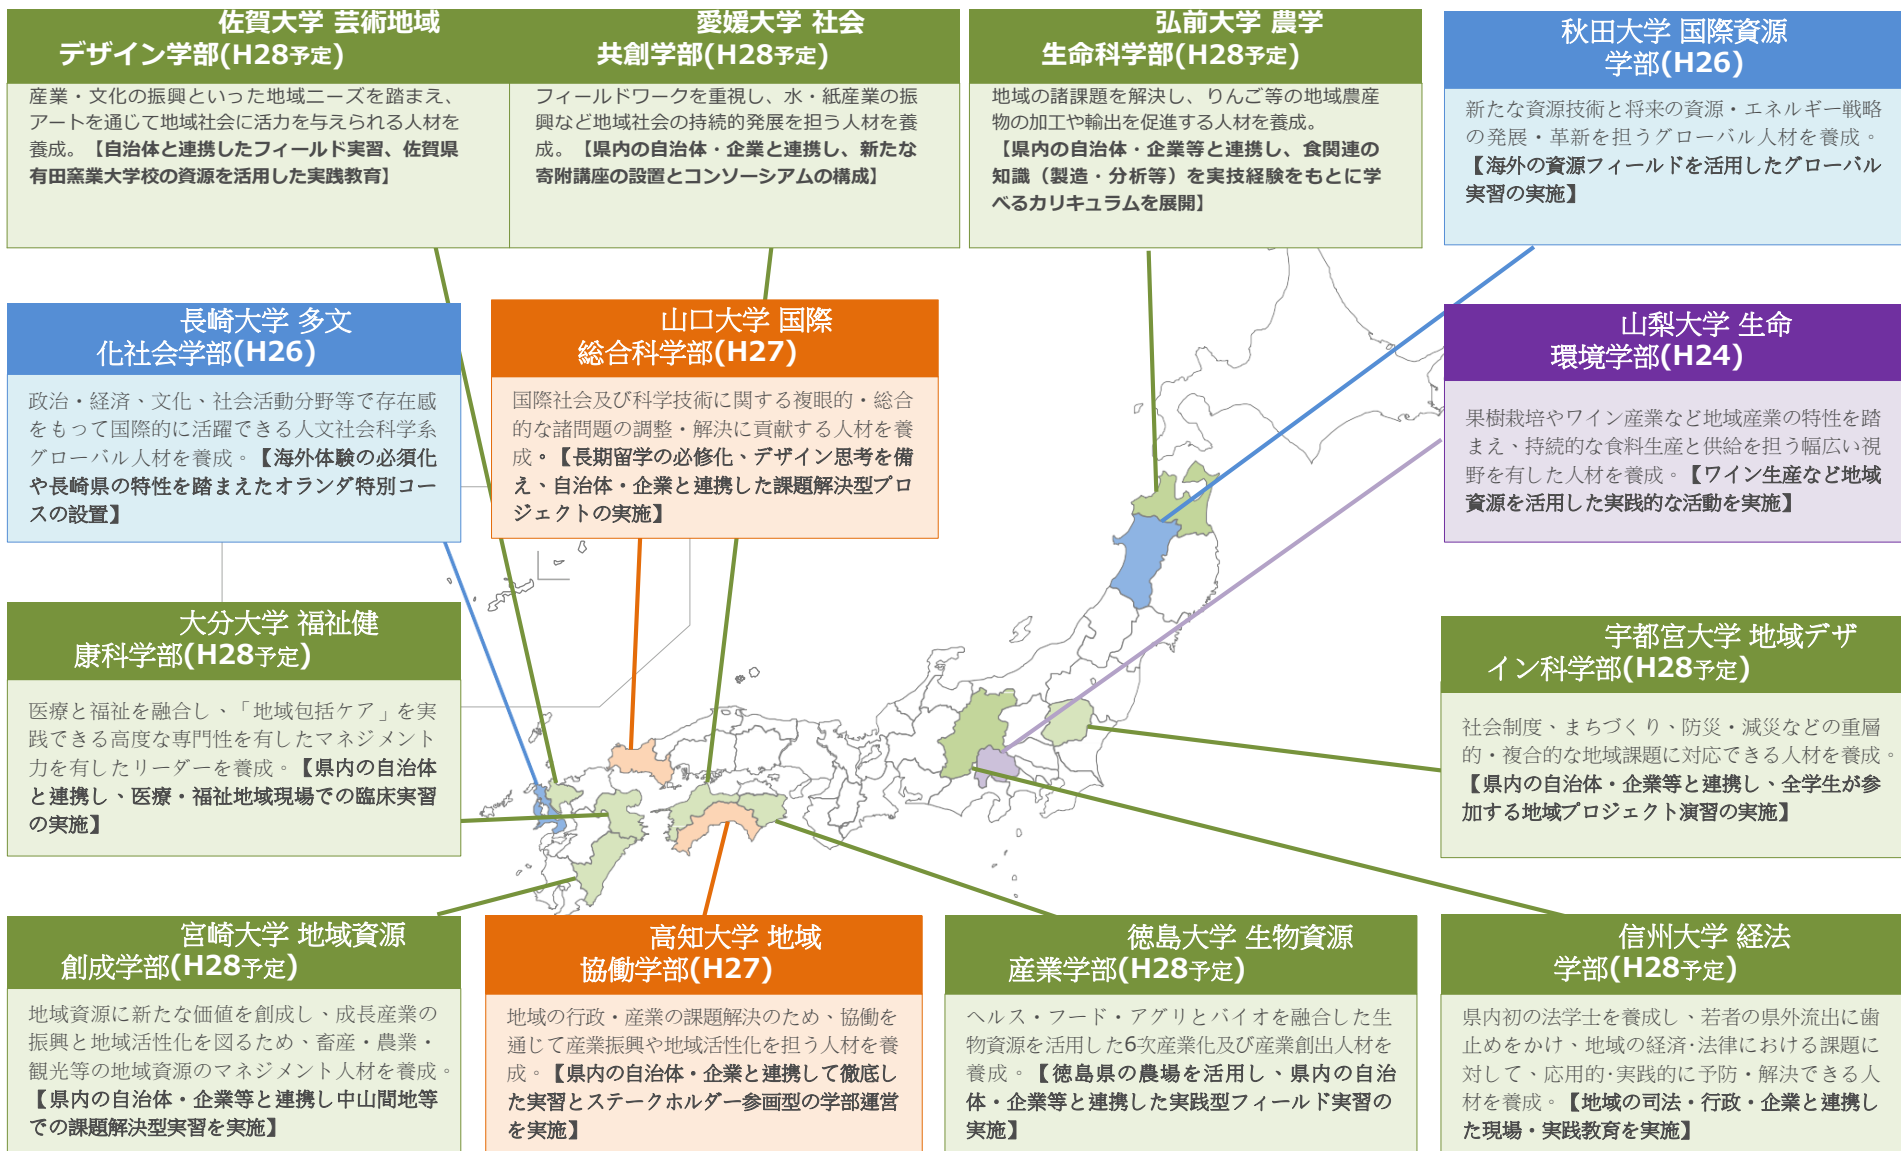 佐賀大学 芸術地域
デザイン学部(H28予定)
産業・文化の振興といった地域ニーズを踏まえ、
アートを通じて地域社会に活力を与えられる人材を
養成。【自治体と連携したフィールド実習、佐賀県
有田窯業大学校の資源を活用した実践教育】
愛媛大学 社会
共創学部(H28予定)
フィールドワークを重視し、水・紙産業の振
興など地域社会の持続的発展を担う人材を養
成。【県内の自治体・企業と連携し、新たな
寄附講座の設置とコンソーシアムの構成】
弘前大学 農学
生命科学部(H28予定)
地域の諸課題を解決し、りんご等の地域農産
物の加工や輸出を促進する人材を養成。
【県内の自治体・企業等と連携し、食関連の
知識（製造・分析等）を実技経験をもとに学
べるカリキュラムを展開】
秋田大学 国際資源
学部(H26)
新たな資源技術と将来の資源・エネルギー戦略
の発展・革新を担うグローバル人材を養成。
【海外の資源フィールドを活用したグローバル
実習の実施】
長崎大学 多文
化社会学部(H26)
政治・経済、文化、社会活動分野等で存在感
をもって国際的に活躍できる人文社会科学系
グローバル人材を養成。【海外体験の必須化
や長崎県の特性を踏まえたオランダ特別コー
スの設置】
山口大学 国際
総合科学部(H27)
国際社会及び科学技術に関する複眼的・総合
的な諸問題の調整・解決に貢献する人材を養
成。【長期留学の必修化、デザイン思考を備
え、自治体・企業と連携した課題解決型プロ
ジェクトの実施】
山梨大学 生命
環境学部(H24)
果樹栽培やワイン産業など地域産業の特性を踏
まえ、持続的な食料生産と供給を担う幅広い視
野を有した人材を養成。【ワイン生産など地域
資源を活用した実践的な活動を実施】
大分大学 福祉健
康科学部(H28予定)
医療と福祉を融合し、「地域包括ケア」を実
践できる高度な専門性を有したマネジメント
力を有したリーダーを養成。【県内の自治体
と連携し、医療・福祉地域現場での臨床実習
の実施】
宇都宮大学 地域デザ
イン科学部(H28予定)
社会制度、まちづくり、防災・減災などの重層
的・複合的な地域課題に対応できる人材を養成。
【県内の自治体・企業等と連携し、全学生が参
加する地域プロジェクト演習の実施】
宮崎大学 地域資源
創成学部(H28予定)
地域資源に新たな価値を創成し、成長産業の
振興と地域活性化を図るため、畜産・農業・
観光等の地域資源のマネジメント人材を養成。
【県内の自治体・企業等と連携し中山間地等
での課題解決型実習を実施】
高知大学 地域
協働学部(H27)
地域の行政・産業の課題解決のため、協働を
通じて産業振興や地域活性化を担う人材を養
成。【県内の自治体・企業と連携して徹底し
た実習とステークホルダー参画型の学部運営
を実施】
徳島大学 生物資源
産業学部(H28予定)
ヘルス・フード・アグリとバイオを融合した生
物資源を活用した6次産業化及び産業創出人材を
養成。【徳島県の農場を活用し、県内の自治
体・企業等と連携した実践型フィールド実習の
実施】
信州大学 経法
学部(H28予定)
県内初の法学士を養成し、若者の県外流出に歯
止めをかけ、地域の経済･法律における課題に
対して、応用的･実践的に予防・解決できる人
材を養成。【地域の司法・行政・企業と連携し
た現場・実践教育を実施】